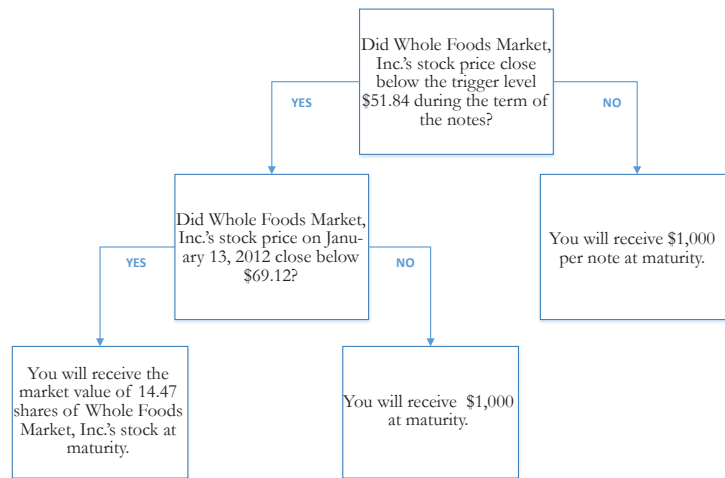 Did Whole Foods Market,
Inc.'s stock price close
below the trigger level
$51.84 during the term of
the notes?
YES
NO
Did Whole Foods Market,
Inc.'s stock price on Janu-
ary 13, 2012 close below
$69.12?
You will receive $1,000
per note at maturity.
YES
NO
You will receive the
market value of 14.47
shares of Whole Foods
Market, Inc.'s stock at
maturity.
You will receive $1,000
at maturity.